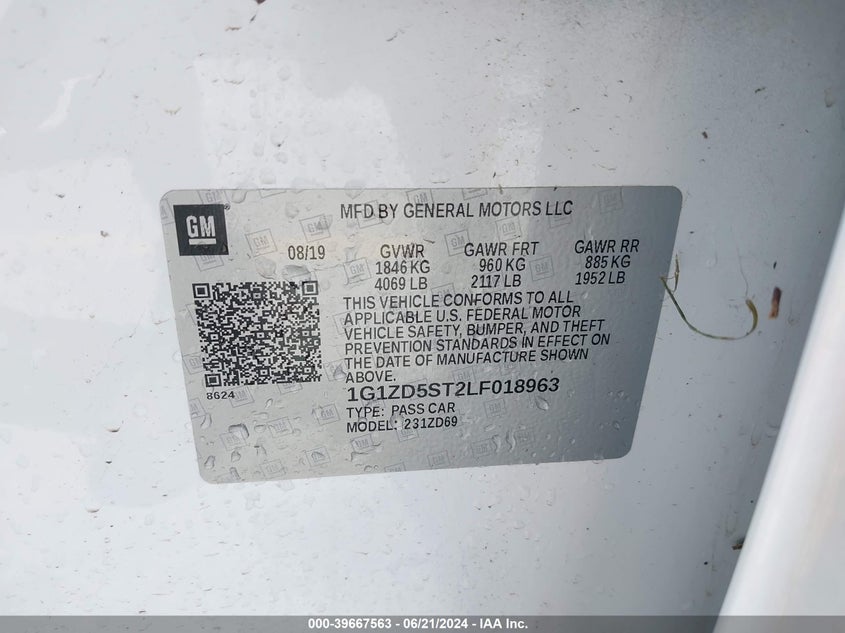 GM
MFD BY GENERAL MOTORS LLC
08/19 GVWR GAWR FRT GAWR RR
1846 KG 960 KG 885 KG
4069 LB 2117 LB 1952 LB
THIS VEHICLE CONFORMS TO ALL
APPLICABLE U.S. FEDERAL MOTOR
VEHICLE SAFETY, BUMPER, AND THEFT
PREVENTION STANDARDS IN EFFECT ON
THE DATE OF MANUFACTURE SHOWN
ABOVE.
8624
1G1ZD5ST2LF018963
TYPE: PASS CAR
MODEL: 231ZD69
000-39667563 - 06/21/2024 - IAA Inc.